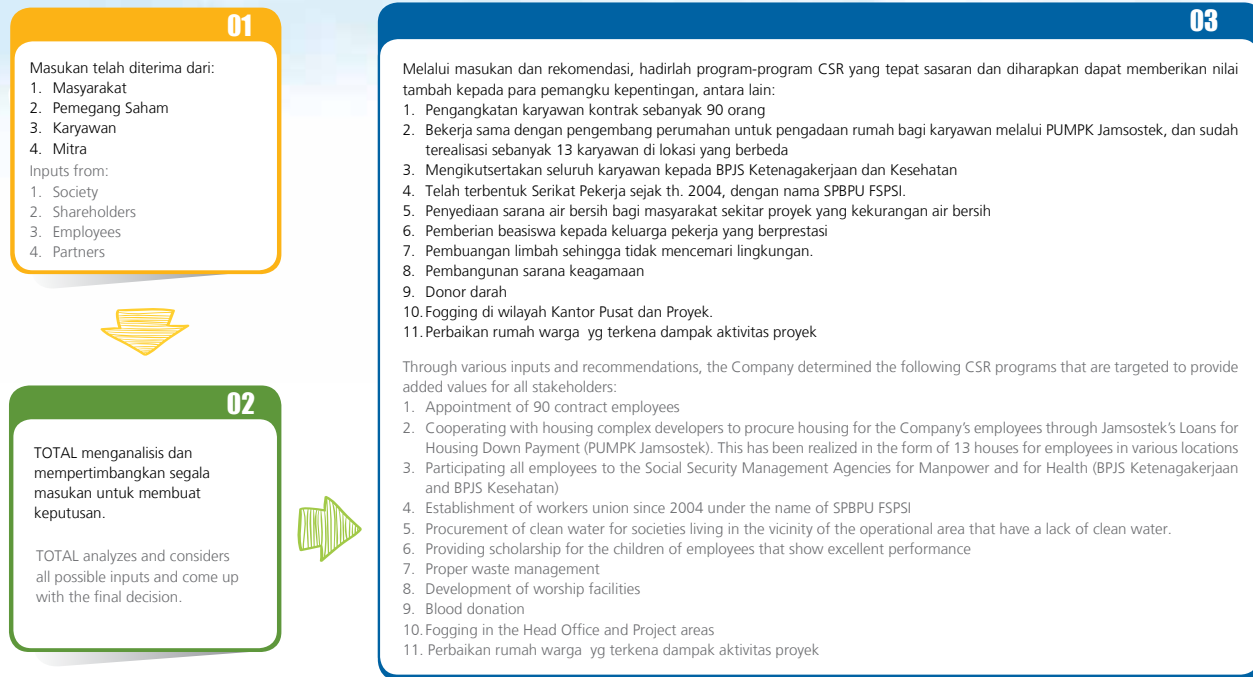 01
Masukan telah diterima dari:
1. Masyarakat
2. Pemegang Saham
3. Karyawan
4. Mitra
Inputs from:
1. Society
2. Shareholders
3. Employees
4. Partners
02
TOTAL menganalisis dan
mempertimbangkan segala
masukan untuk membuat
keputusan.
TOTAL analyzes and considers
all possible inputs and come up
with the final decision.
03
Melalui masukan dan rekomendasi, hadirlah program-program CSR yang tepat sasaran dan diharapkan dapat memberikan nilai
tambah kepada para pemangku kepentingan, antara lain:
1. Pengangkatan karyawan kontrak sebanyak 90 orang
2. Bekerja sama dengan pengembang perumahan untuk pengadaan rumah bagi karyawan melalui PUMPK Jamsostek, dan sudah
terealisasi sebanyak 13 karyawan di lokasi yang berbeda
3. Mengikutsertakan seluruh karyawan kepada BPJS Ketenagakerjaan dan Kesehatan
4. Telah terbentuk Serikat Pekerja sejak th. 2004, dengan nama SPBPU FSPSI.
5. Penyediaan sarana air bersih bagi masyarakat sekitar proyek yang kekurangan air bersih
6. Pemberian beasiswa kepada keluarga pekerja yang berprestasi
7. Pembuangan limbah sehingga tidak mencemari lingkungan.
8. Pembangunan sarana keagamaan
9. Donor darah
10. Fogging di wilayah Kantor Pusat dan Proyek.
11. Perbaikan rumah warga yg terkena dampak aktivitas proyek
Through various inputs and recommendations, the Company determined the following CSR programs that are targeted to provide
added values for all stakeholders:
1. Appointment of 90 contract employees
2. Cooperating with housing complex developers to procure housing for the Company's employees through Jamsostek's Loans for
Housing Down Payment (PUMPK Jamsostek). This has been realized in the form of 13 houses for employees in various locations
3. Participating all employees to the Social Security Management Agencies for Manpower and for Health (BPJS Ketenagakerjaan
and BPJS Kesehatan)
4. Establishment of workers union since 2004 under the name of SPBPU FSPSI
5. Procurement of clean water for societies living in the vicinity of the operational area that have a lack of clean water.
6. Providing scholarship for the children of employees that show excellent performance
7. Proper waste management
8. Development of worship facilities
9. Blood donation
10. Fogging in the Head Office and Project areas
11. Perbaikan rumah warga yg terkena dampak aktivitas proyek